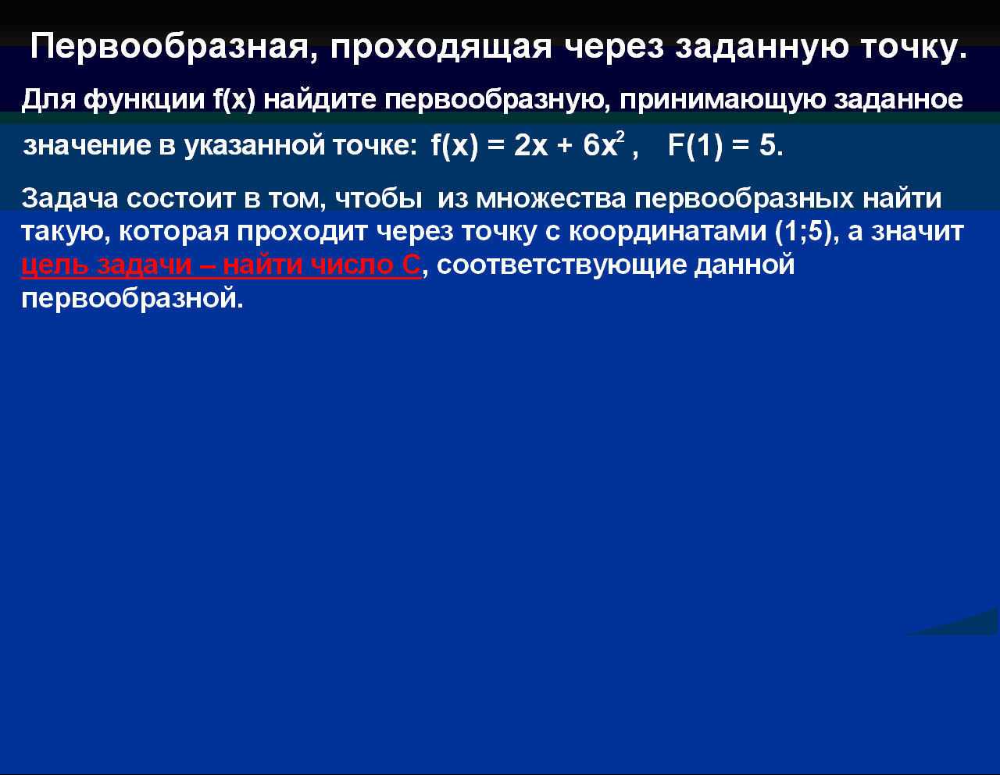 Первообразная, проходящая через заданную точку.
Для функции f(x) найдите первообразную, принимающую заданное
значение в указанной точке: f(x) = 2x + 6x² , F(1) = 5.
Задача состоит в том, чтобы из множества первообразных найти
такую, которая проходит через точку с координатами (1;5), а значит
цель задачи – найти число С, соответствующие данной
первообразной.